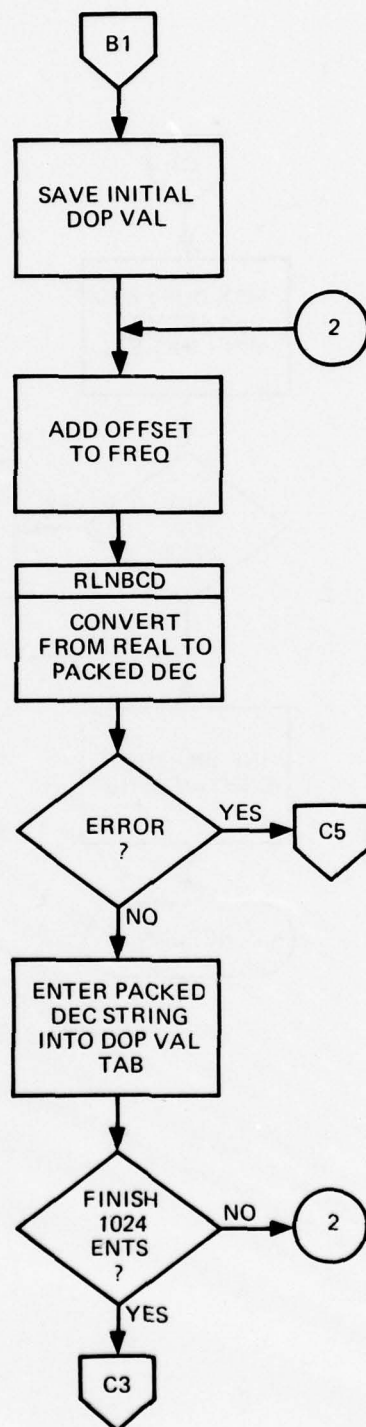 B1
SAVE INITIAL
DOP VAL
2
ADD OFFSET
TO FREQ
RLNBCD
CONVERT
FROM REAL TO
PACKED DEC
ERROR
?
YES
C5
NO
ENTER PACKED
DEC STRING
INTO DOP VAL
TAB
FINISH
1024
ENTS
?
NO
2
YES
C3